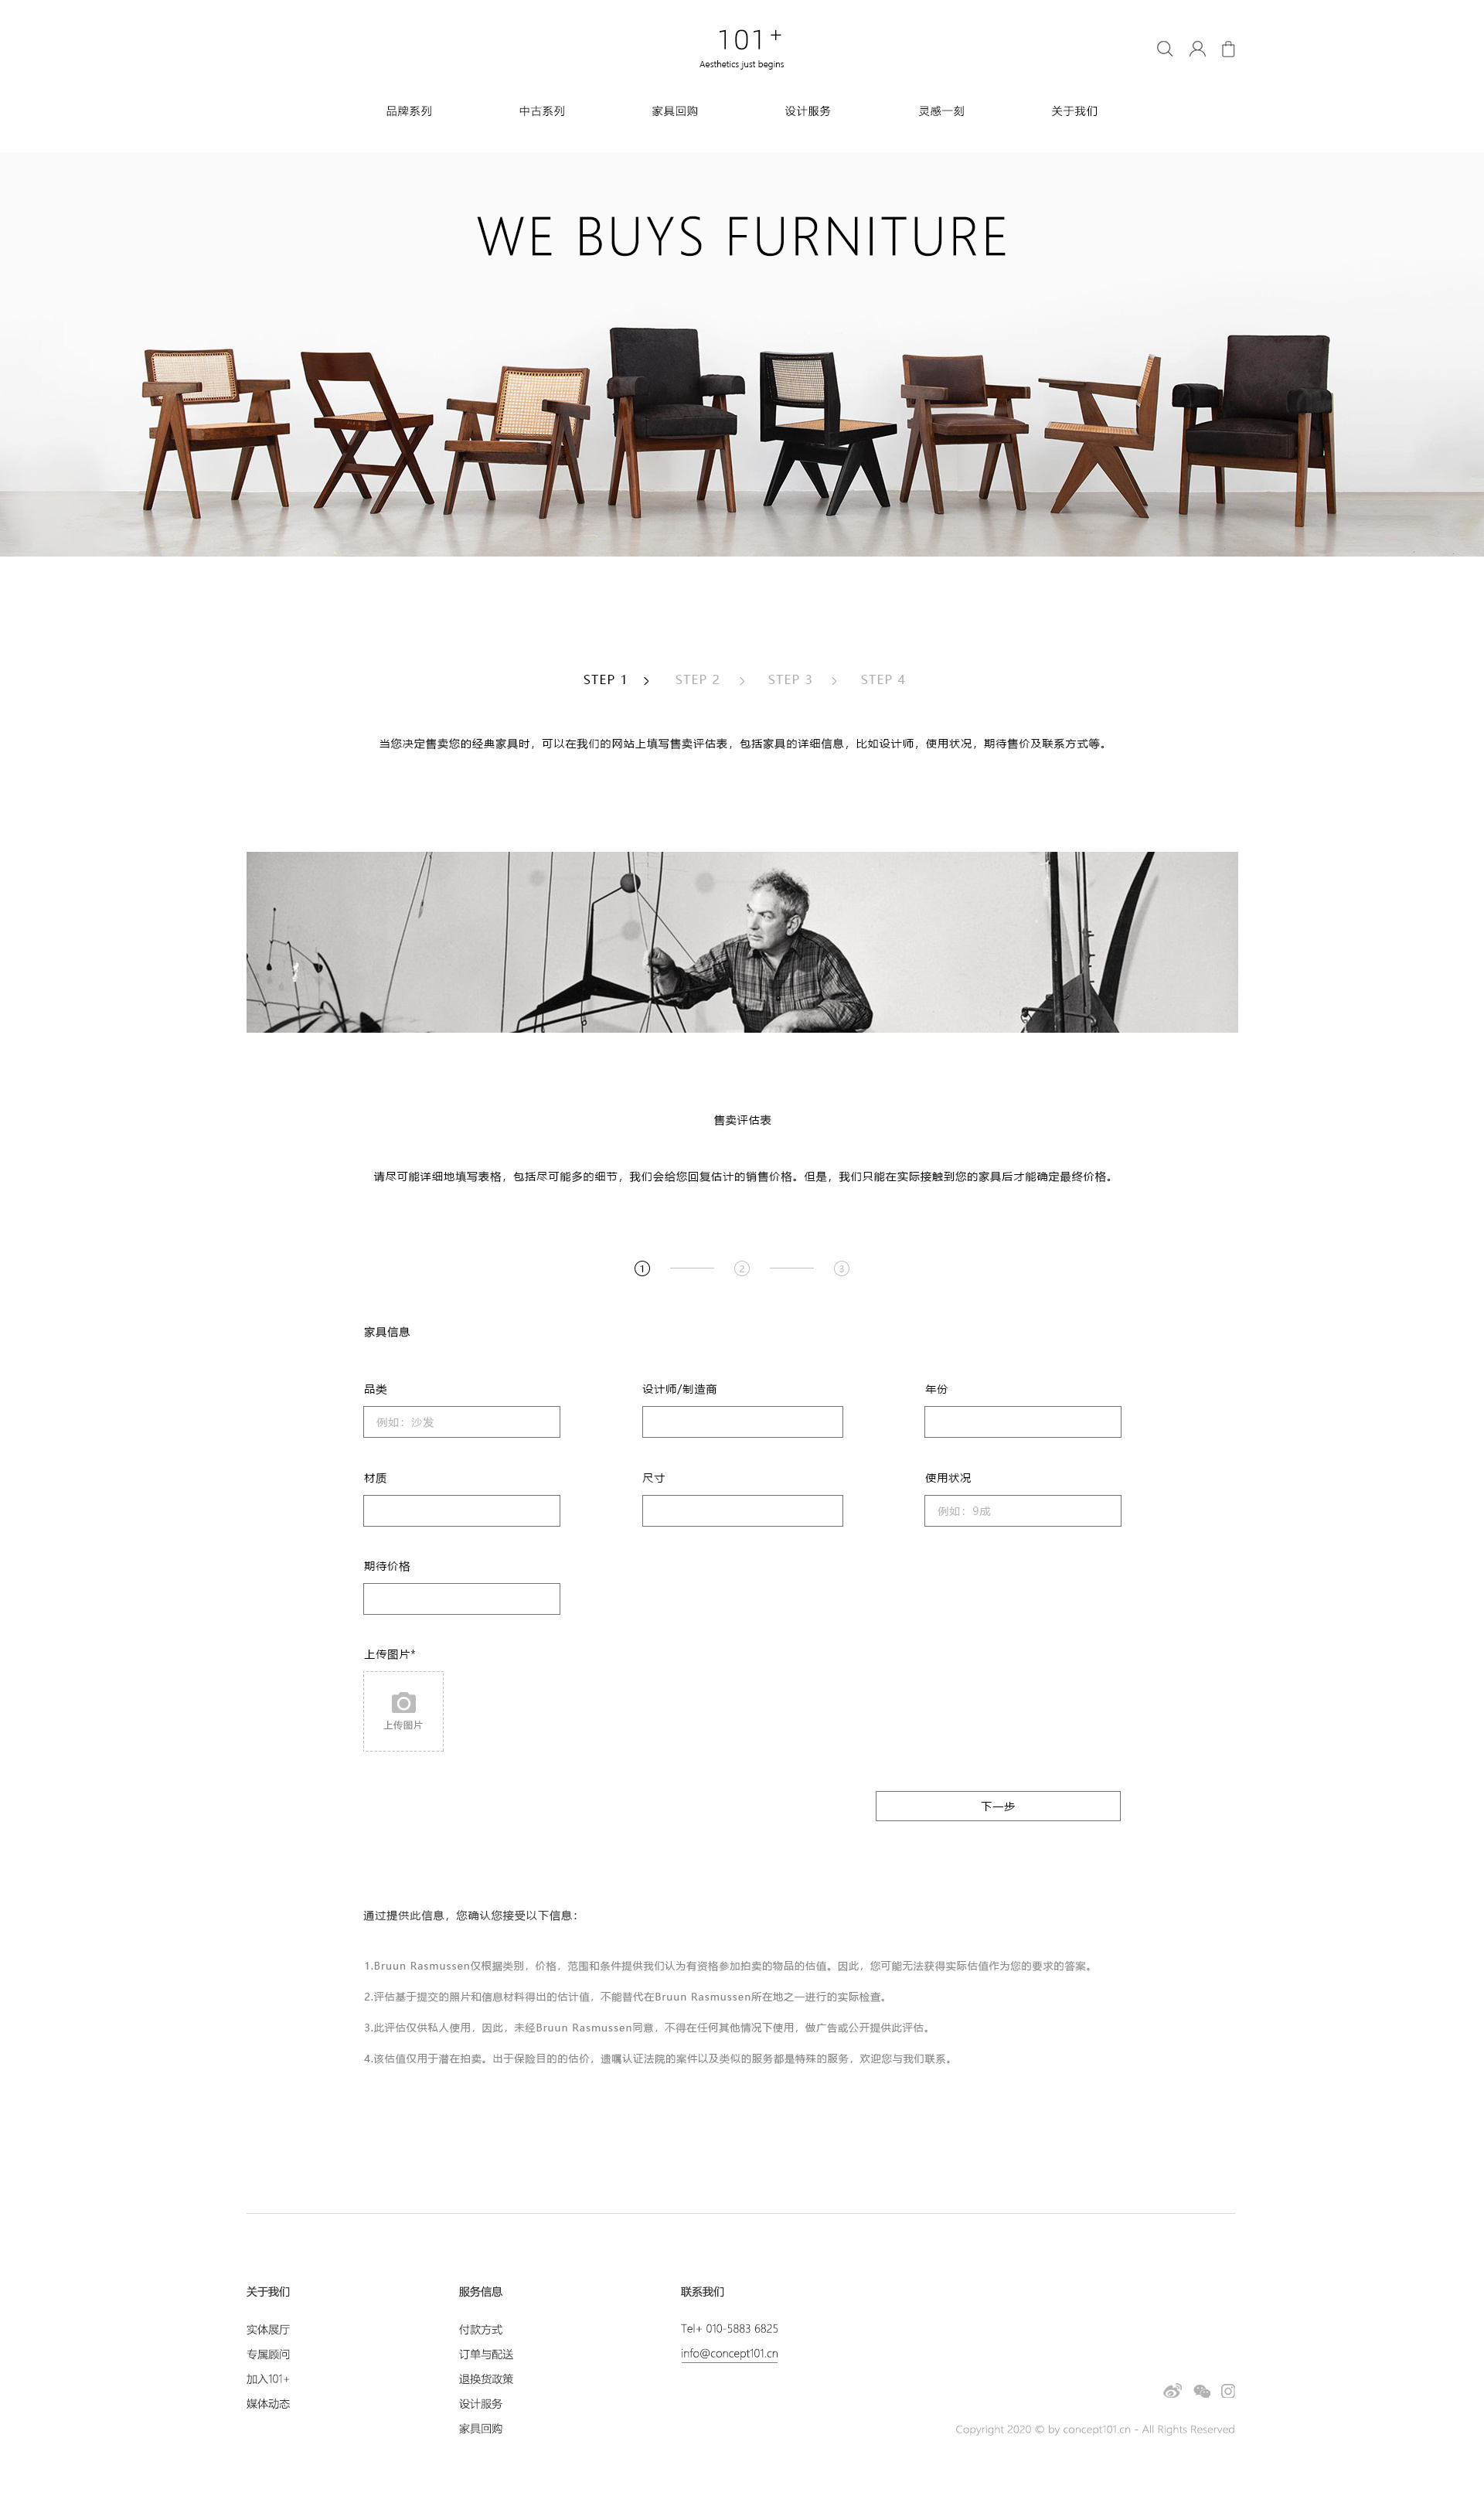 101+
Aesthetics just begins
品牌系列 中古系列 家具回购 设计服务 灵感一刻 关于我们
WE BUYS FURNITURE
STEP 1 > STEP 2 > STEP 3 > STEP 4
当您决定售卖您的经典家具时，可以在我们的网站上填写售卖评估表，包括家具的详细信息，比如设计师，使用状况，期待售价及联系方式等。
售卖评估表
请尽可能详细地填写表格，包括尽可能多的细节，我们会给您回复估计的销售价格。但是，我们只能在实际接触到您的家具后才能确定最终价格。
1 2 3
家具信息
品类 设计师/制造商 年份
例如：沙发
材质 尺寸 使用状况
例如：9成
期待价格
上传图片*
上传图片
下一步
通过提供此信息，您确认您接受以下信息：
1.Bruun Rasmussen仅根据类别，价格，范围和条件提供我们认为有资格参加拍卖的物品的估值。因此，您可能无法获得实际估值作为您的要求的答案。
2.评估基于提交的照片和信息材料得出的估计值，不能替代在Bruun Rasmussen所在地之一进行的实际检查。
3.此评估仅供私人使用，因此，未经Bruun Rasmussen同意，不得在任何其他情况下使用，做广告或公开提供此评估。
4.该估值仅用于潜在拍卖。出于保险目的的估价，遗嘱认证法院的案件以及类似的服务都是特殊的服务，欢迎您与我们联系。
关于我们 服务信息 联系我们
实体展厅 付款方式 Tel+ 010-5883 6825
专属顾问 订单与配送 info@concept101.cn
加入101+ 退换货政策
媒体动态 设计服务
家具回购 Copyright 2020 © by concept101.cn - All Rights Reserved